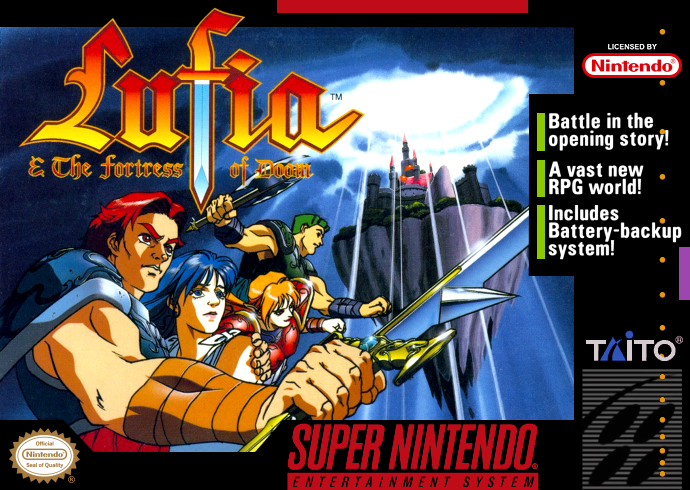 Lufia
TM
& The fortress of Doom
LICENSED BY
Nintendo®
Battle in the
opening story!
A vast new
RPG world!
Includes
Battery-backup
system!
TAITO®
Official
Nintendo
Seal of Quality
®
SUPER NINTENDO®
ENTERTAINMENT SYSTEM